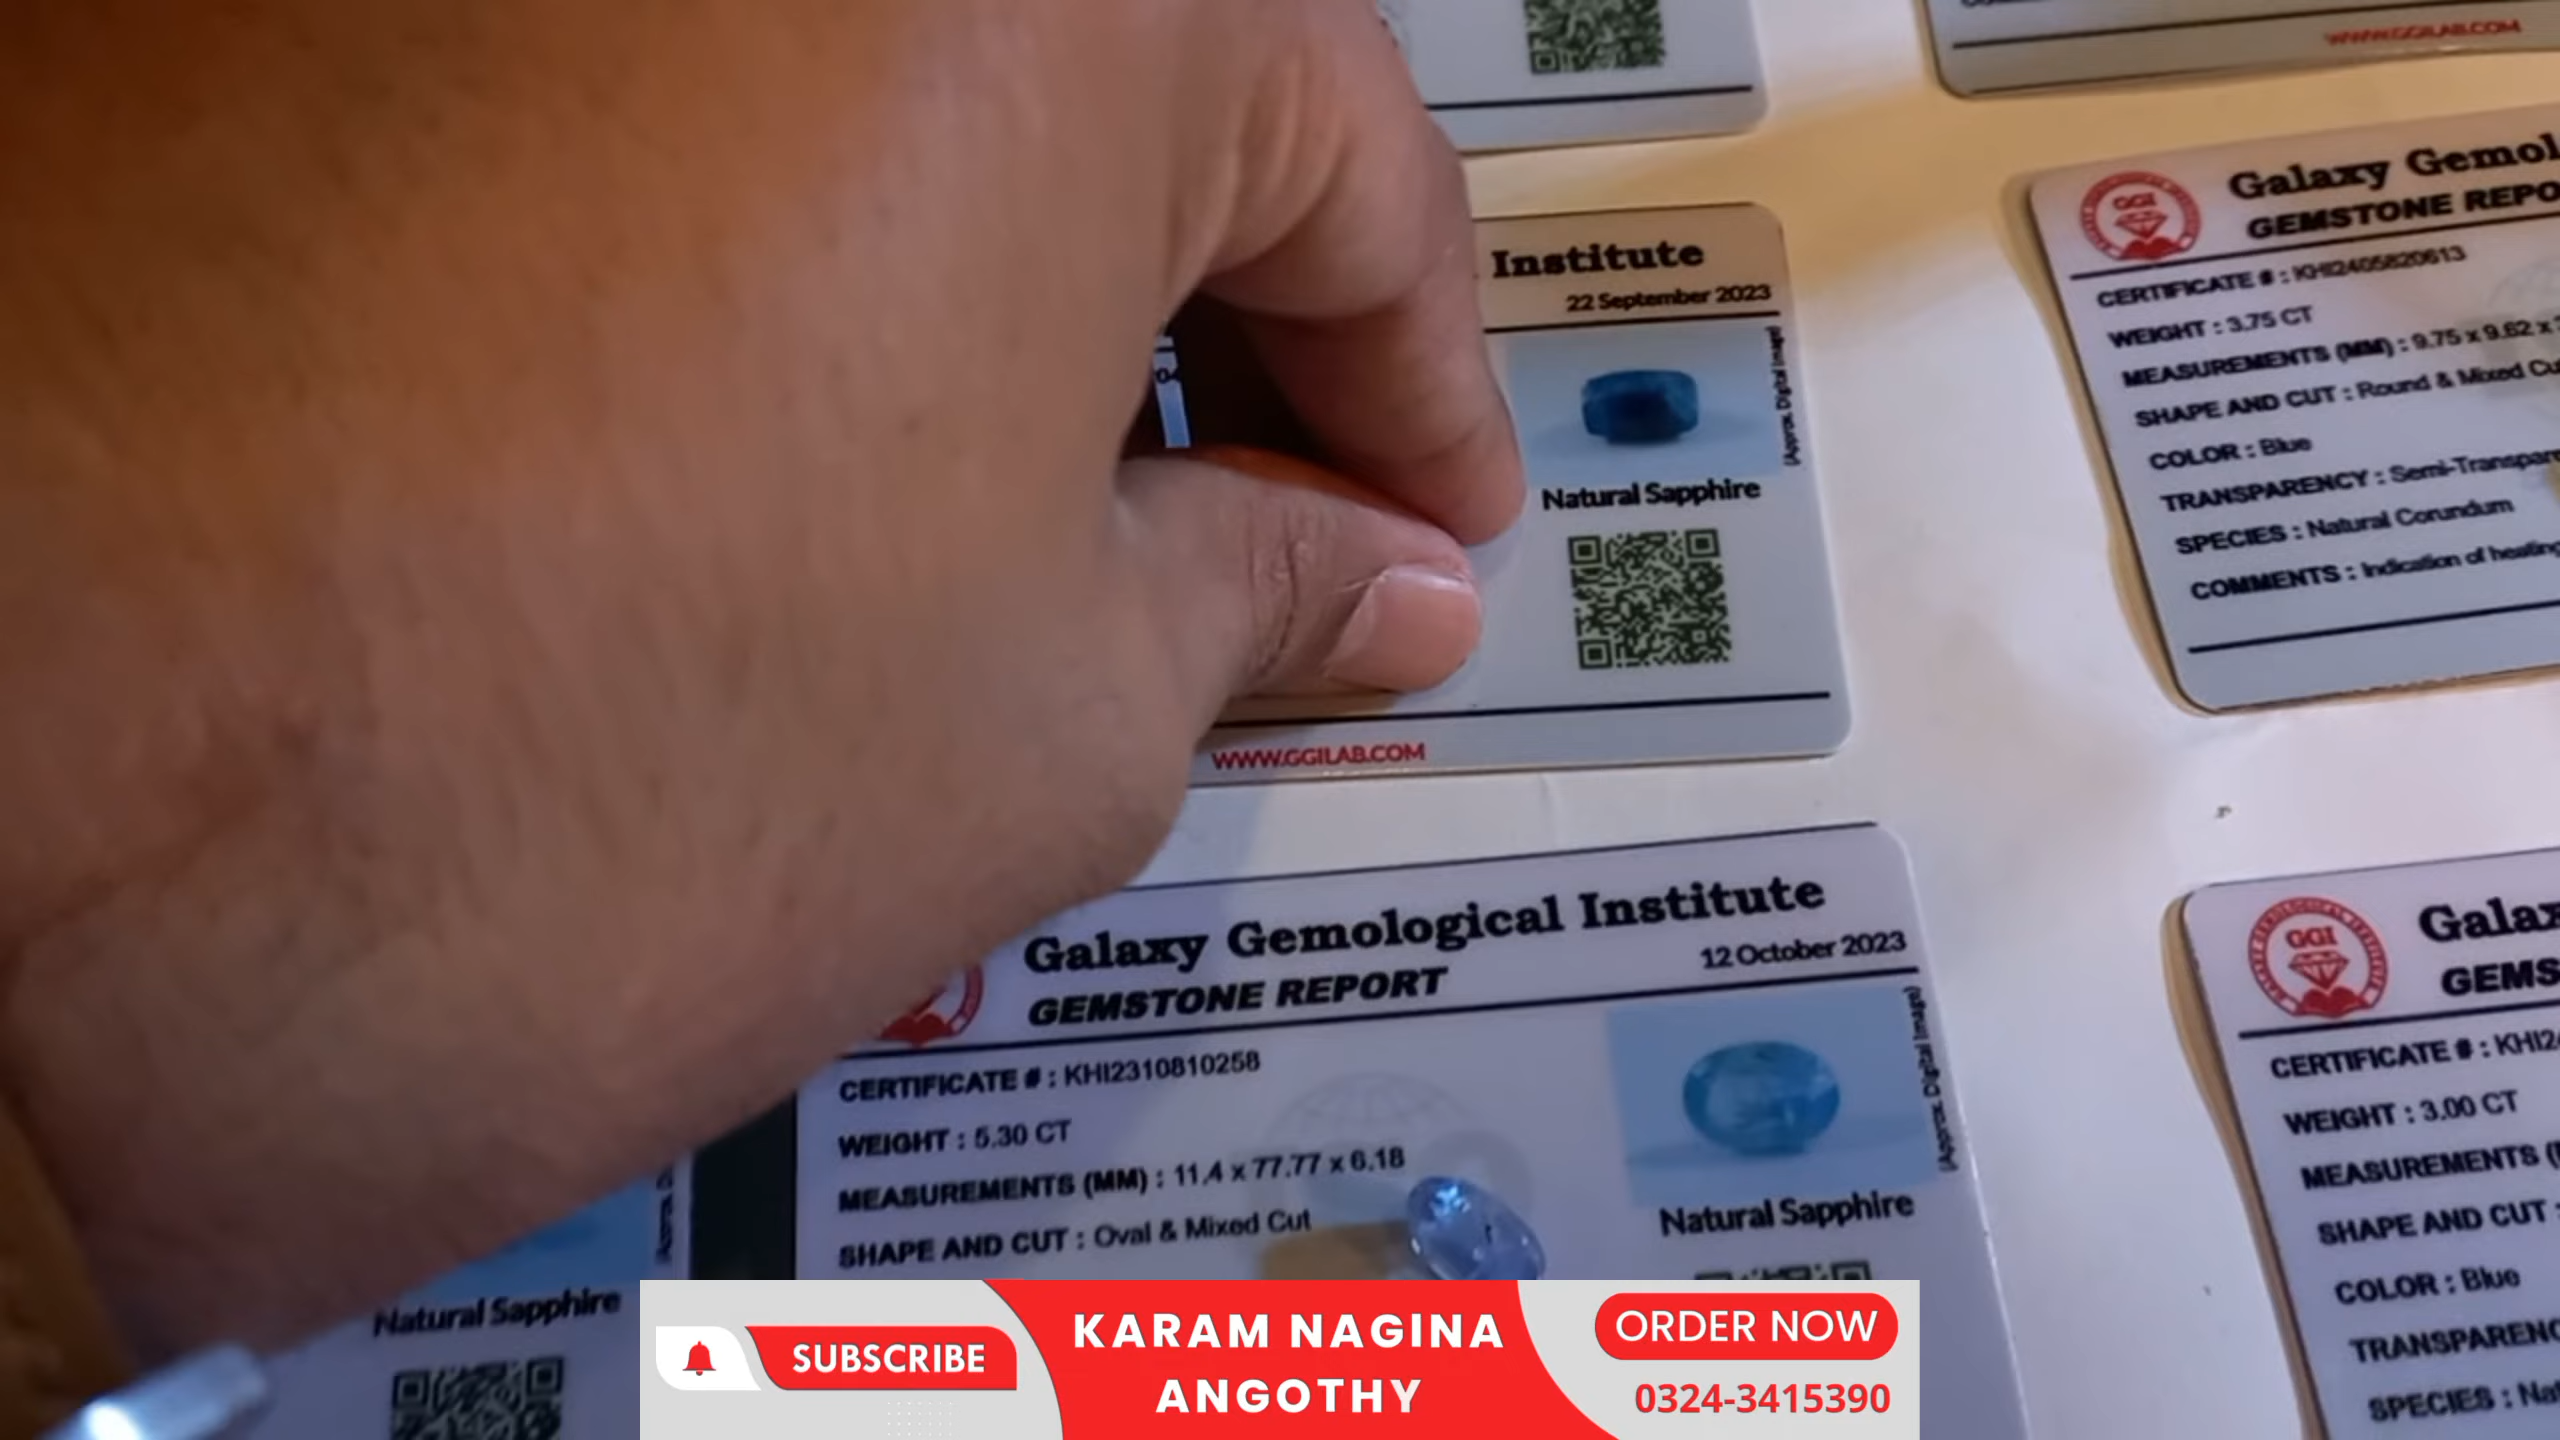 WWW.GGILAB.COM
Institute
22 September 2023
(Approx. Digital Image)
Natural Sapphire
WWW.GGILAB.COM
GGI
Galaxy Gemol
GEMSTONE REPO
CERTIFICATE # : KHI2405820613
WEIGHT : 3.75 CT
MEASUREMENTS (MM) : 9.75 x 9.62 x
SHAPE AND CUT : Round & Mixed Cu
COLOR : Blue
TRANSPARENCY : Semi-Transpare
SPECIES : Natural Corundum
COMMENTS : Indication of heating
Galaxy Gemological Institute
12 October 2023
GEMSTONE REPORT
CERTIFICATE # : KHI2310810258
WEIGHT : 5.30 CT
MEASUREMENTS (MM) : 11.4 x 77.77 x 6.18
SHAPE AND CUT : Oval & Mixed Cut
(Approx. Digital Image)
Natural Sapphire
GGI
Galax
GEMS
CERTIFICATE # : KHI2
WEIGHT : 3.00 CT
MEASUREMENTS
SHAPE AND CUT :
COLOR : Blue
TRANSPARENC
SPECIES : Nat
Natural Sapphire
SUBSCRIBE
KARAM NAGINA
ANGOTHY
ORDER NOW
0324-3415390